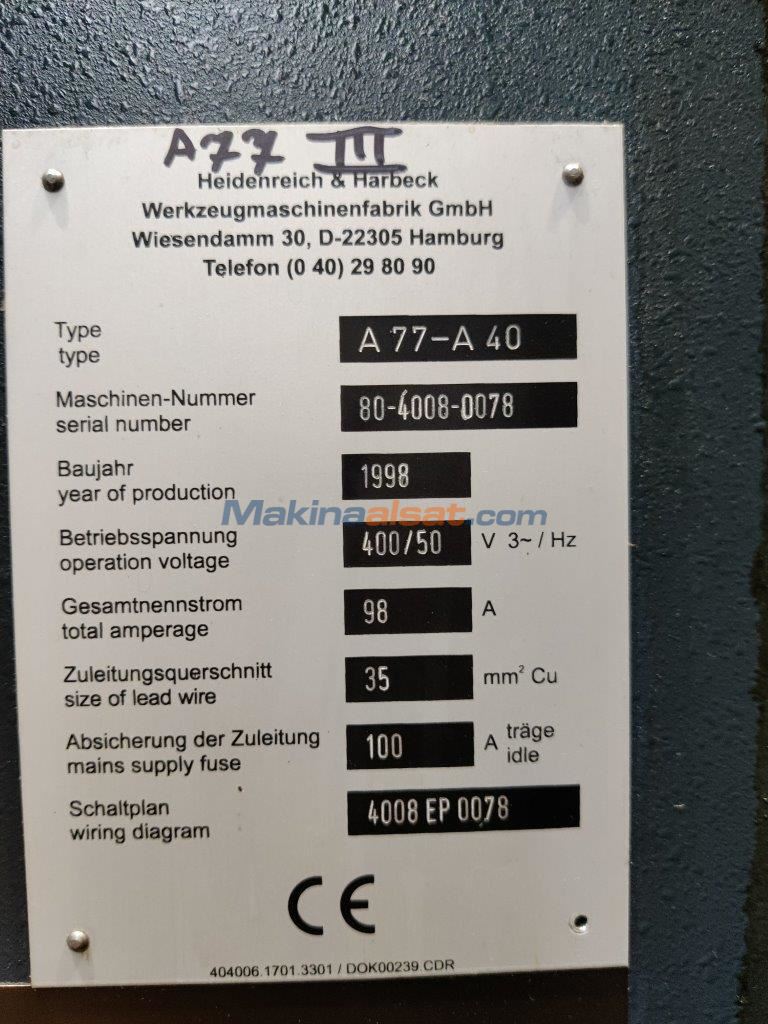 A77 III
Heidenreich & Harbeck
Werkzeugmaschinenfabrik GmbH
Wiesendamm 30, D-22305 Hamburg
Telefon (0 40) 29 80 90
Type
type
A 77-A 40
Maschinen-Nummer
serial number
80-4008-0078
Baujahr
year of production
1998
Makinaalsat.com
Betriebsspannung
operation voltage
400/50 V 3~ / Hz
Gesamtnennstrom
total amperage
98 A
Zuleitungsquerschnitt
size of lead wire
35 mm² Cu
Absicherung der Zuleitung
mains supply fuse
100 A träge
idle
Schaltplan
wiring diagram
4008 EP 0078
CE
404006.1701.3301 / DOK00239.CDR